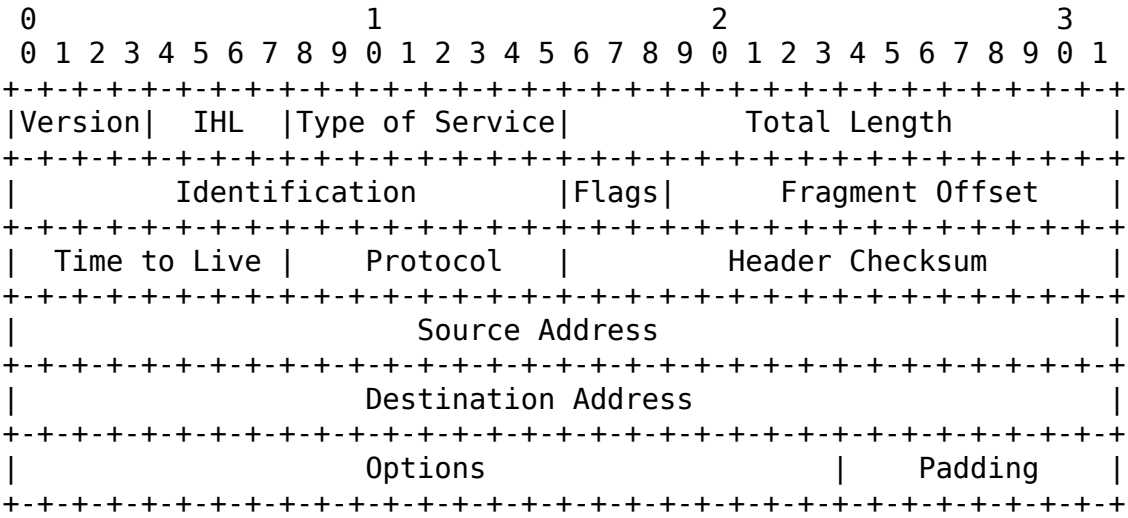 0                   1                   2                   3
 0 1 2 3 4 5 6 7 8 9 0 1 2 3 4 5 6 7 8 9 0 1 2 3 4 5 6 7 8 9 0 1
+-+-+-+-+-+-+-+-+-+-+-+-+-+-+-+-+-+-+-+-+-+-+-+-+-+-+-+-+-+-+-+-+
|Version|  IHL  |Type of Service|          Total Length         |
+-+-+-+-+-+-+-+-+-+-+-+-+-+-+-+-+-+-+-+-+-+-+-+-+-+-+-+-+-+-+-+-+
|         Identification        |Flags|      Fragment Offset    |
+-+-+-+-+-+-+-+-+-+-+-+-+-+-+-+-+-+-+-+-+-+-+-+-+-+-+-+-+-+-+-+-+
|  Time to Live |    Protocol   |         Header Checksum       |
+-+-+-+-+-+-+-+-+-+-+-+-+-+-+-+-+-+-+-+-+-+-+-+-+-+-+-+-+-+-+-+-+
|                       Source Address                          |
+-+-+-+-+-+-+-+-+-+-+-+-+-+-+-+-+-+-+-+-+-+-+-+-+-+-+-+-+-+-+-+-+
|                    Destination Address                        |
+-+-+-+-+-+-+-+-+-+-+-+-+-+-+-+-+-+-+-+-+-+-+-+-+-+-+-+-+-+-+-+-+
|                    Options                    |    Padding    |
+-+-+-+-+-+-+-+-+-+-+-+-+-+-+-+-+-+-+-+-+-+-+-+-+-+-+-+-+-+-+-+-+